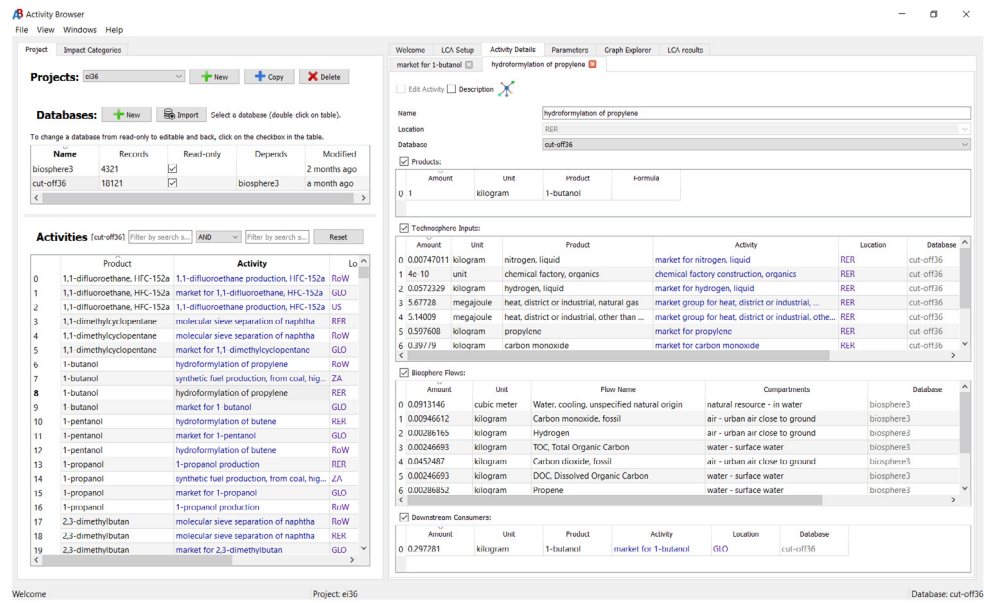 Activity Browser
File View Windows Help
Project Impact Categories
Projects: ei36 New Copy Delete
Databases: New Import Select a database (double click on table).
To change a database from read-only to editable and back, click on the checkbox in the table.
Name Records Read-only Depends Modified
biosphere3 4321 2 months ago
cut-off36 18121 biosphere3 a month ago
Activities [cut-off36] Filter by search s... AND Filter by search s... Reset
Product Activity Lo
0 1,1-difluoroethane, HFC-152a 1,1-difluoroethane production, HFC-152a RoW
1 1,1-difluoroethane, HFC-152a market for 1,1-difluoroethane, HFC-152a GLO
2 1,1-difluoroethane, HFC-152a 1,1-difluoroethane production, HFC-152a US
3 1,1-dimethylcyclopentane molecular sieve separation of naphtha RER
4 1,1-dimethylcyclopentane molecular sieve separation of naphtha RoW
5 1,1-dimethylcyclopentane market for 1,1-dimethylcyclopentane GLO
6 1-butanol hydroformylation of propylene RoW
7 1-butanol synthetic fuel production, from coal, hig... ZA
8 1-butanol hydroformylation of propylene RER
9 1-butanol market for 1-butanol GLO
10 1-pentanol hydroformylation of butene RER
11 1-pentanol market for 1-pentanol GLO
12 1-pentanol hydroformylation of butene RoW
13 1-propanol 1-propanol production RER
14 1-propanol synthetic fuel production, from coal, hig... ZA
15 1-propanol market for 1-propanol GLO
16 1-propanol 1-propanol production RoW
17 2,3-dimethylbutan molecular sieve separation of naphtha RoW
18 2,3-dimethylbutan molecular sieve separation of naphtha RER
19 2,3-dimethylbutan market for 2,3-dimethylbutan GLO
Welcome LCA Setup Activity Details Parameters Graph Explorer LCA results
market for 1-butanol hydroformylation of propylene
Edit Activity Description
Name hydroformylation of propylene
Location RER
Database cut-off36
Products:
Amount Unit Product Formula
0 1 kilogram 1-butanol
Technosphere Inputs:
Amount Unit Product Activity Location Database
0 0.00747011 kilogram nitrogen, liquid market for nitrogen, liquid RER cut-off36
1 4e-10 unit chemical factory, organics chemical factory construction, organics RER cut-off36
2 0.0572329 kilogram hydrogen, liquid market for hydrogen, liquid RER cut-off36
3 5.67728 megajoule heat, district or industrial, natural gas market group for heat, district or industrial, ... RER cut-off36
4 5.14009 megajoule heat, district or industrial, other than ... market group for heat, district or industrial, othe... RER cut-off36
5 0.597608 kilogram propylene market for propylene RER cut-off36
6 0.39779 kilogram carbon monoxide market for carbon monoxide RER cut-off36
Biosphere Flows:
Amount Unit Flow Name Compartments Database
0 0.0913146 cubic meter Water, cooling, unspecified natural origin natural resource - in water biosphere3
1 0.00946612 kilogram Carbon monoxide, fossil air - urban air close to ground biosphere3
2 0.00286165 kilogram Hydrogen air - urban air close to ground biosphere3
3 0.00246693 kilogram TOC, Total Organic Carbon water - surface water biosphere3
4 0.0452487 kilogram Carbon dioxide, fossil air - urban air close to ground biosphere3
5 0.00246693 kilogram DOC, Dissolved Organic Carbon water - surface water biosphere3
6 0.00286852 kilogram Propene water - surface water biosphere3
Downstream Consumers:
Amount Unit Product Activity Location Database
0 0.297281 kilogram 1-butanol market for 1-butanol GLO cut-off36
Welcome Project: ei36 Database: cut-off36